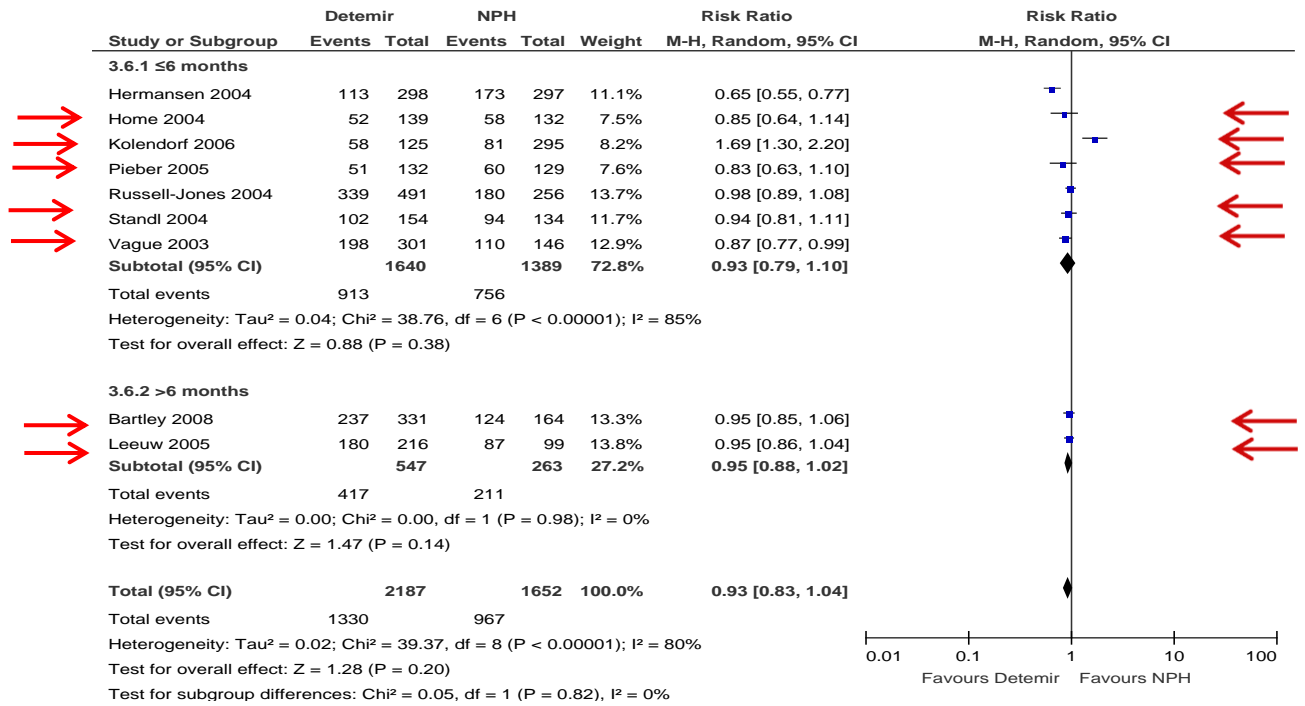 Detemir NPH Risk Ratio Risk Ratio
Study or Subgroup Events Total Events Total Weight M-H, Random, 95% CI M-H, Random, 95% CI
3.6.1 ≤6 months
Hermansen 2004 113 298 173 297 11.1% 0.65 [0.55, 0.77]
Home 2004 52 139 58 132 7.5% 0.85 [0.64, 1.14]
Kolendorf 2006 58 125 81 295 8.2% 1.69 [1.30, 2.20]
Pieber 2005 51 132 60 129 7.6% 0.83 [0.63, 1.10]
Russell-Jones 2004 339 491 180 256 13.7% 0.98 [0.89, 1.08]
Standl 2004 102 154 94 134 11.7% 0.94 [0.81, 1.11]
Vague 2003 198 301 110 146 12.9% 0.87 [0.77, 0.99]
Subtotal (95% CI) 1640 1389 72.8% 0.93 [0.79, 1.10]
Total events 913 756
Heterogeneity: Tau² = 0.04; Chi² = 38.76, df = 6 (P < 0.00001); I² = 85%
Test for overall effect: Z = 0.88 (P = 0.38)
3.6.2 >6 months
Bartley 2008 237 331 124 164 13.3% 0.95 [0.85, 1.06]
Leeuw 2005 180 216 87 99 13.8% 0.95 [0.86, 1.04]
Subtotal (95% CI) 547 263 27.2% 0.95 [0.88, 1.02]
Total events 417 211
Heterogeneity: Tau² = 0.00; Chi² = 0.00, df = 1 (P = 0.98); I² = 0%
Test for overall effect: Z = 1.47 (P = 0.14)
Total (95% CI) 2187 1652 100.0% 0.93 [0.83, 1.04]
Total events 1330 967
Heterogeneity: Tau² = 0.02; Chi² = 39.37, df = 8 (P < 0.00001); I² = 80%
Test for overall effect: Z = 1.28 (P = 0.20)
Test for subgroup differences: Chi² = 0.05, df = 1 (P = 0.82), I² = 0%
0.01 0.1 1 10 100
Favours Detemir Favours NPH